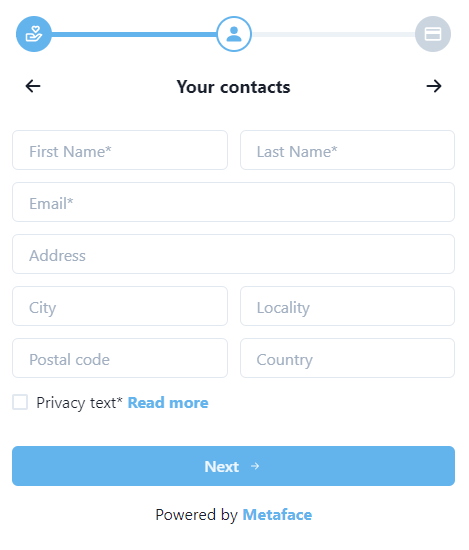 Your contacts
First Name* Last Name*
Email*
Address
City Locality
Postal code Country
Privacy text* Read more
Next
Powered by Metaface